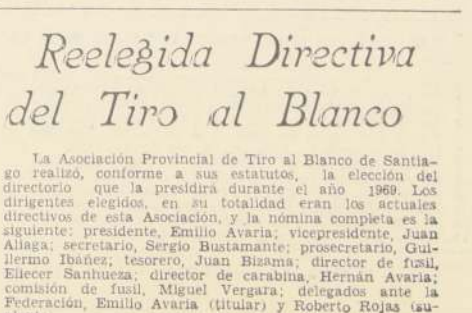 Reelegida Directiva
del Tiro al Blanco
La Asociación Provincial de Tiro al Blanco de Santia-
go realizó, conforme a sus estatutos, la elección del
directorio que la presidirá durante el año 1969. Los
dirigentes elegidos, en su totalidad eran los actuales
directivos de esta Asociación, y la nómina completa es la
siguiente: presidente, Emilio Avaria; vicepresidente, Juan
Aliaga; secretario, Sergio Bustamante; prosecretario, Gui-
llermo Ibáñez; tesorero, Juan Bizama; director de fusil,
Eliecer Sanhueza; director de carabina, Hernán Avaria;
comisión de fusil, Miguel Vergara; delegados ante la
Federación, Emilio Avaria (titular) y Roberto Rojas (su-